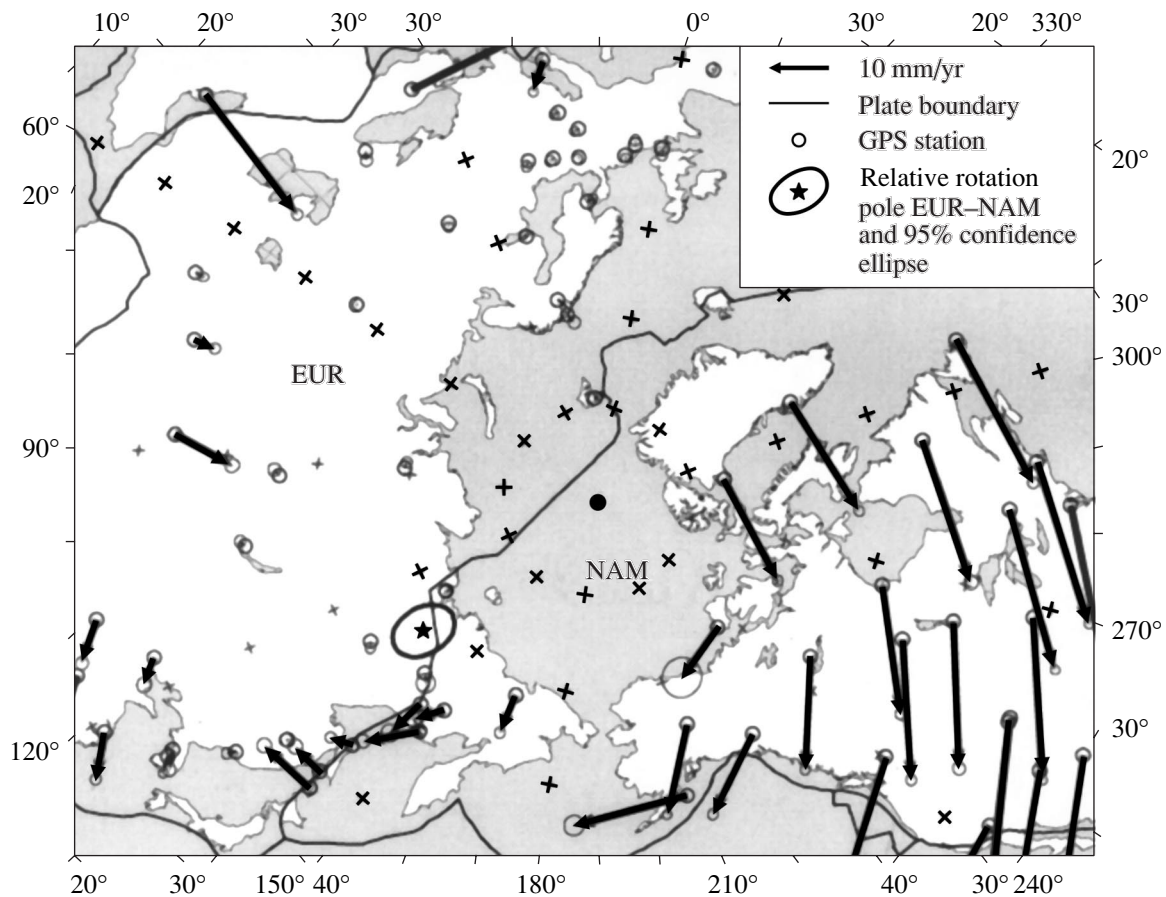 10° 20° 30° 30° 0° 30° 20° 330°
10 mm/yr
Plate boundary
GPS station
Relative rotation
pole EUR–NAM
and 95% confidence
ellipse
60°
20°
20°
30°
300°
EUR
90°
NAM
270°
120°
30°
20° 30° 150° 40° 180° 210° 40° 30° 240°